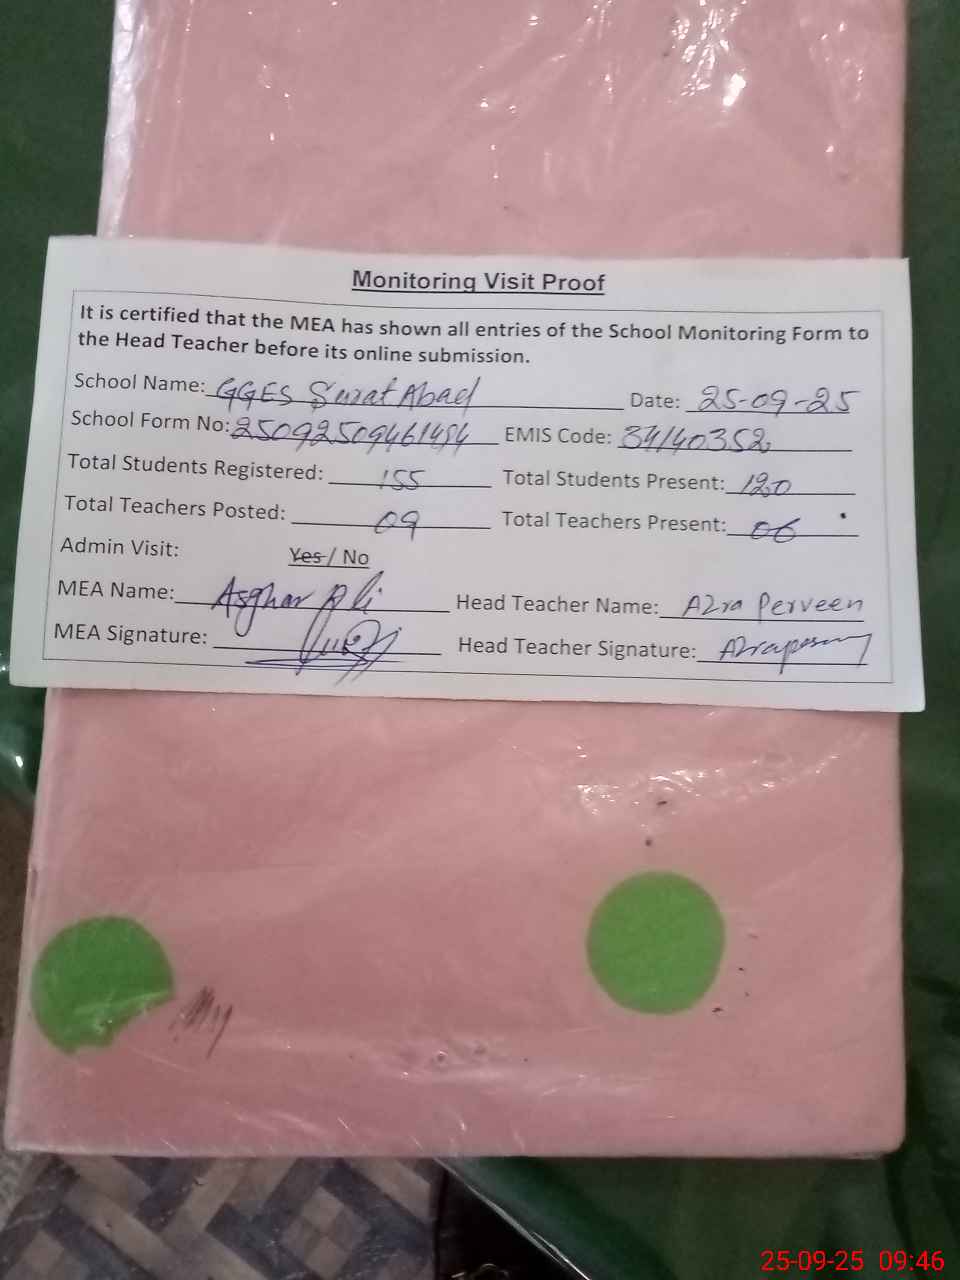 Monitoring Visit Proof
It is certified that the MEA has shown all entries of the School Monitoring Form to
the Head Teacher before its online submission.
School Name: GGES Surat Abad Date: 25-09-25
School Form No: 25092509461454 EMIS Code: 34140352
Total Students Registered: 155 Total Students Present: 120
Total Teachers Posted: 09 Total Teachers Present: 06
Admin Visit: Yes / No
MEA Name: Asghar Ali Head Teacher Name: Azra Perveen
MEA Signature: Head Teacher Signature:
25-09-25 09:46